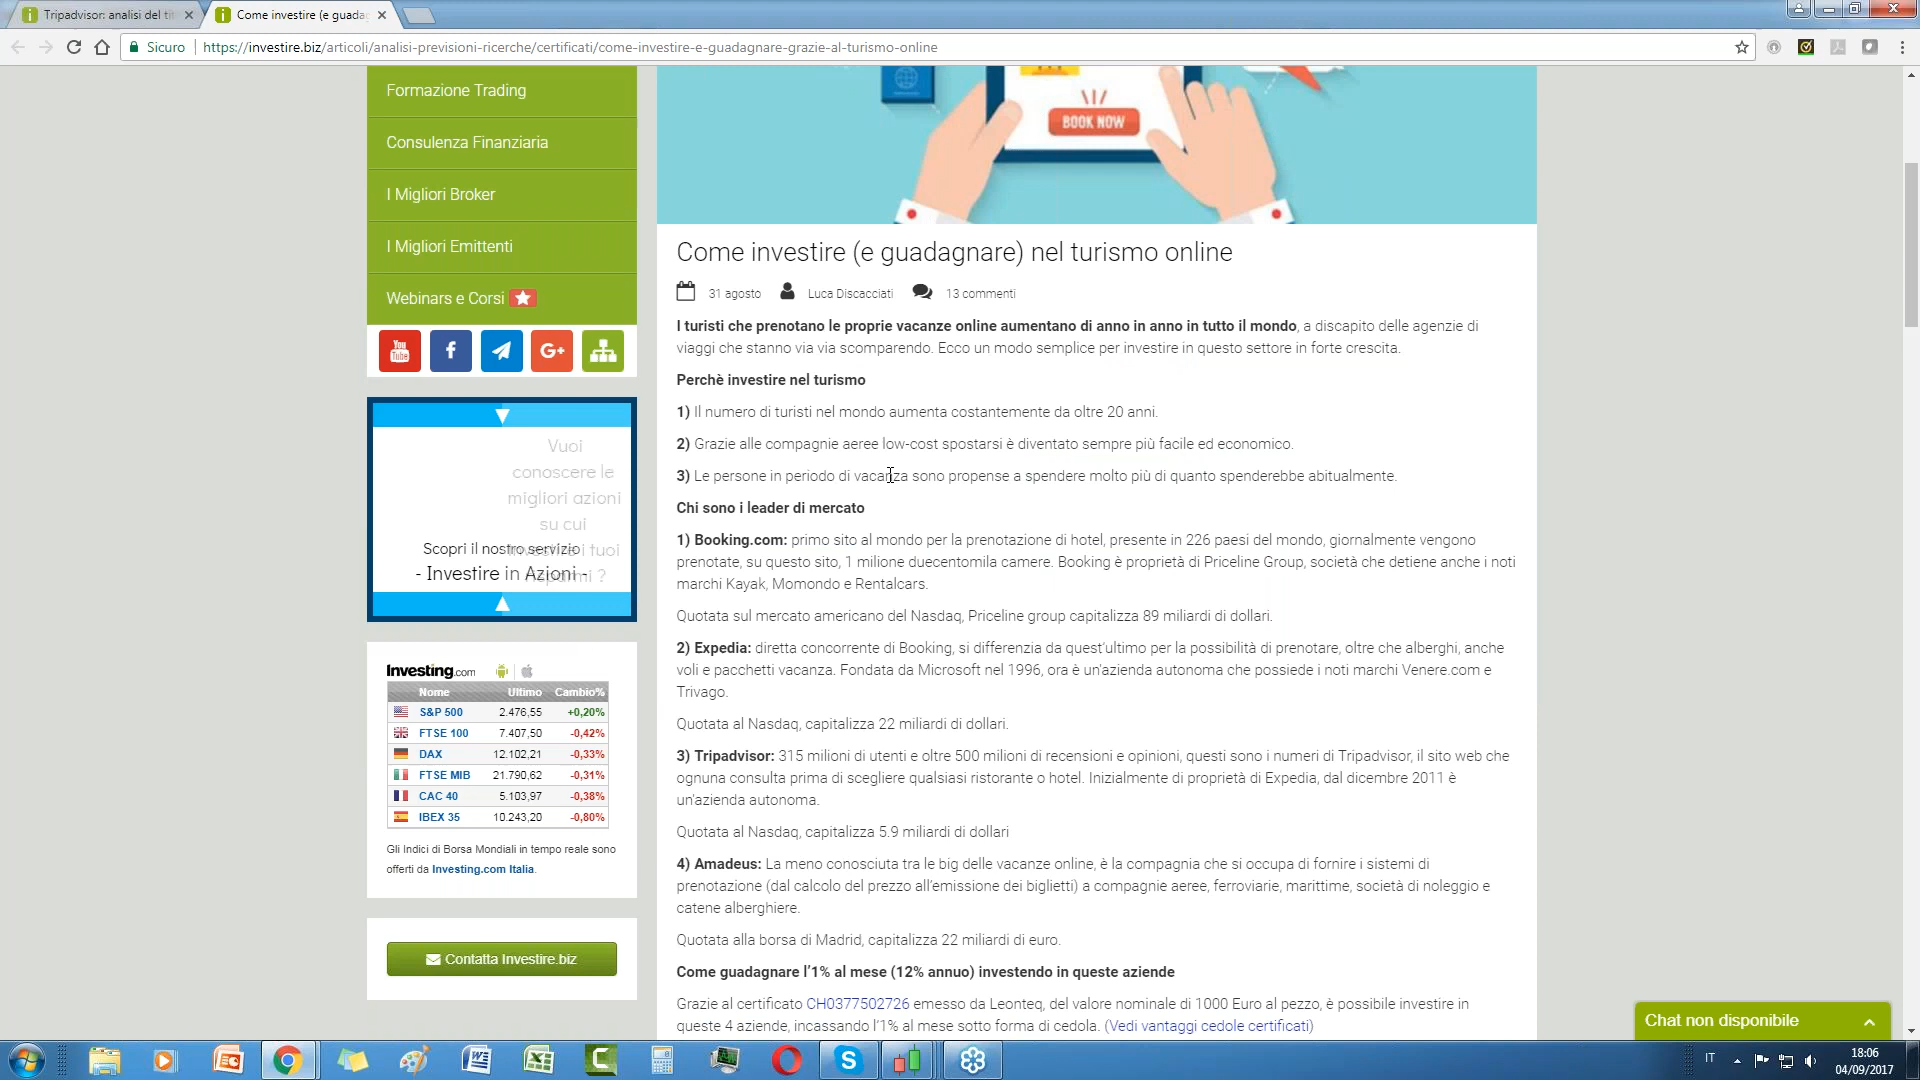 Tripadvisor: analisi del tit
Come investire (e guada
Sicuro
https://investire.biz/articoli/analisi-previsioni-ricerche/certificati/come-investire-e-guadagnare-grazie-al-turismo-online
Formazione Trading
Consulenza Finanziaria
I Migliori Broker
I Migliori Emittenti
Webinars e Corsi
You
Tube
f
G+
Vuoi
conoscere le
migliori azioni
su cui
investire i tuoi
risparmi ?
Scopri il nostro servizio
- Investire in Azioni -
Investing.com
Nome Ultimo Cambio%
S&P 500 2.476,55 +0,20%
FTSE 100 7.407,50 -0,42%
DAX 12.102,21 -0,33%
FTSE MIB 21.790,62 -0,31%
CAC 40 5.103,97 -0,38%
IBEX 35 10.243,20 -0,80%
Gli Indici di Borsa Mondiali in tempo reale sono
offerti da Investing.com Italia.
Contatta Investire.biz
BOOK NOW
Come investire (e guadagnare) nel turismo online
31 agosto Luca Discacciati 13 commenti
I turisti che prenotano le proprie vacanze online aumentano di anno in anno in tutto il mondo, a discapito delle agenzie di
viaggi che stanno via via scomparendo. Ecco un modo semplice per investire in questo settore in forte crescita.
Perchè investire nel turismo
1) Il numero di turisti nel mondo aumenta costantemente da oltre 20 anni.
2) Grazie alle compagnie aeree low-cost spostarsi è diventato sempre più facile ed economico.
3) Le persone in periodo di vacanza sono propense a spendere molto più di quanto spenderebbe abitualmente.
Chi sono i leader di mercato
1) Booking.com: primo sito al mondo per la prenotazione di hotel, presente in 226 paesi del mondo, giornalmente vengono
prenotate, su questo sito, 1 milione duecentomila camere. Booking è proprietà di Priceline Group, società che detiene anche i noti
marchi Kayak, Momondo e Rentalcars.
Quotata sul mercato americano del Nasdaq, Priceline group capitalizza 89 miliardi di dollari.
2) Expedia: diretta concorrente di Booking, si differenzia da quest'ultimo per la possibilità di prenotare, oltre che alberghi, anche
voli e pacchetti vacanza. Fondata da Microsoft nel 1996, ora è un'azienda autonoma che possiede i noti marchi Venere.com e
Trivago.
Quotata al Nasdaq, capitalizza 22 miliardi di dollari.
3) Tripadvisor: 315 milioni di utenti e oltre 500 milioni di recensioni e opinioni, questi sono i numeri di Tripadvisor, il sito web che
ognuna consulta prima di scegliere qualsiasi ristorante o hotel. Inizialmente di proprietà di Expedia, dal dicembre 2011 è
un'azienda autonoma.
Quotata al Nasdaq, capitalizza 5.9 miliardi di dollari
4) Amadeus: La meno conosciuta tra le big delle vacanze online, è la compagnia che si occupa di fornire i sistemi di
prenotazione (dal calcolo del prezzo all'emissione dei biglietti) a compagnie aeree, ferroviarie, marittime, società di noleggio e
catene alberghiere.
Quotata alla borsa di Madrid, capitalizza 22 miliardi di euro.
Come guadagnare l'1% al mese (12% annuo) investendo in queste aziende
Grazie al certificato CH0377502726 emesso da Leonteq, del valore nominale di 1000 Euro al pezzo, è possibile investire in
queste 4 aziende, incassando l'1% al mese sotto forma di cedola. (Vedi vantaggi cedole certificati)
Chat non disponibile
IT
18:06
04/09/2017